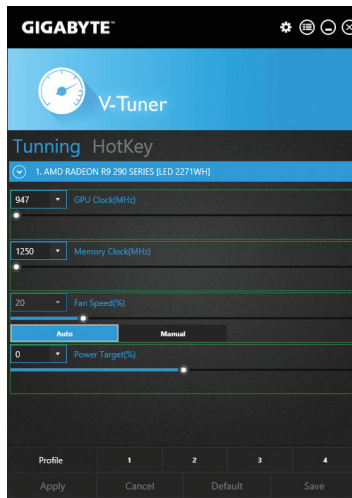 GIGABYTE™
V-Tuner
Tunning HotKey
1. AMD RADEON R9 290 SERIES [LED 2271WH]
947 GPU Clock(MHz)
1250 Memory Clock(MHz)
20 Fan Speed(%)
Auto Manual
0 Power Target(%)
Profile 1 2 3 4
Apply Cancel Default Save